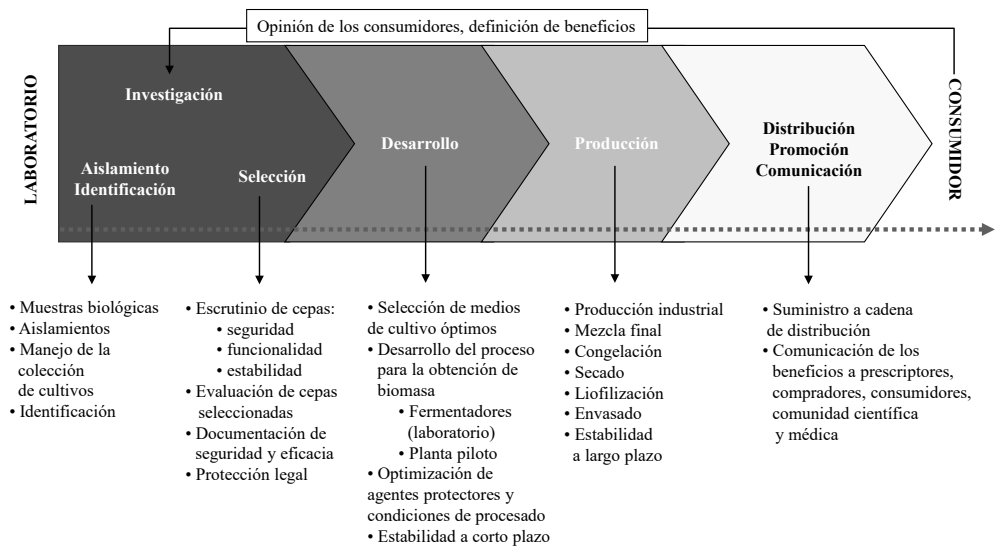 Opinión de los consumidores, definición de beneficios
LABORATORIO
Investigación
Aislamiento
Identificación
Selección
Desarrollo
Producción
Distribución
Promoción
Comunicación
CONSUMIDOR
• Muestras biológicas
• Aislamientos
• Manejo de la
colección
de cultivos
• Identificación
• Escrutinio de cepas:
• seguridad
• funcionalidad
• estabilidad
• Evaluación de cepas
seleccionadas
• Documentación de
seguridad y eficacia
• Protección legal
• Selección de medios
de cultivo óptimos
• Desarrollo del proceso
para la obtención de
biomasa
• Fermentadores
(laboratorio)
• Planta piloto
• Optimización de
agentes protectores y
condiciones de procesado
• Estabilidad a corto plazo
• Producción industrial
• Mezcla final
• Congelación
• Secado
• Liofilización
• Envasado
• Estabilidad
a largo plazo
• Suministro a cadena
de distribución
• Comunicación de los
beneficios a prescriptores,
compradores, consumidores,
comunidad científica
y médica